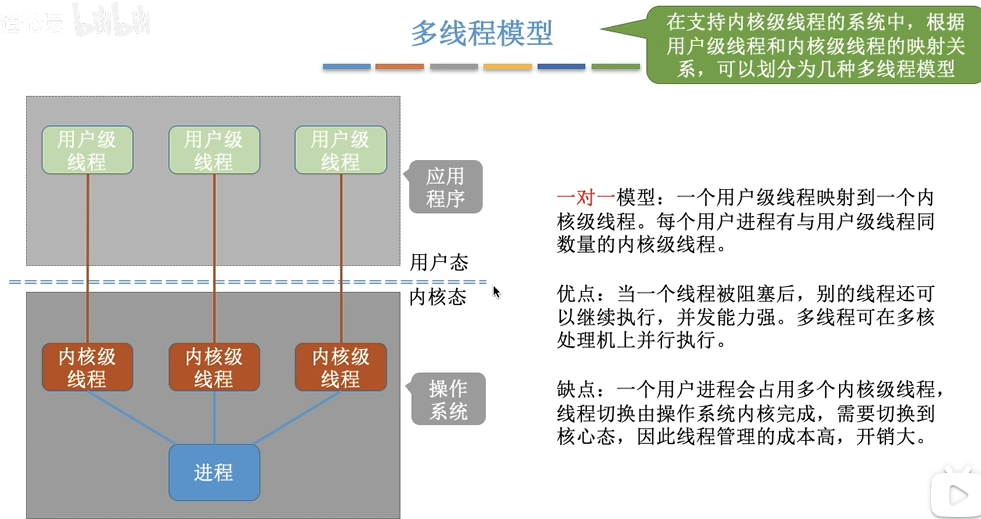 多线程模型
在支持内核级线程的系统中，根据
用户级线程和内核级线程的映射关
系，可以划分为几种多线程模型
用户级
线程
用户级
线程
用户级
线程
应用
程序
用户态
内核态
内核级
线程
内核级
线程
内核级
线程
操作
系统
进程
一对一模型：一个用户级线程映射到一个内
核级线程。每个用户进程有与用户级线程同
数量的内核级线程。
优点：当一个线程被阻塞后，别的线程还可
以继续执行，并发能力强。多线程可在多核
处理机上并行执行。
缺点：一个用户进程会占用多个内核级线程，
线程切换由操作系统内核完成，需要切换到
核心态，因此线程管理的成本高，开销大。